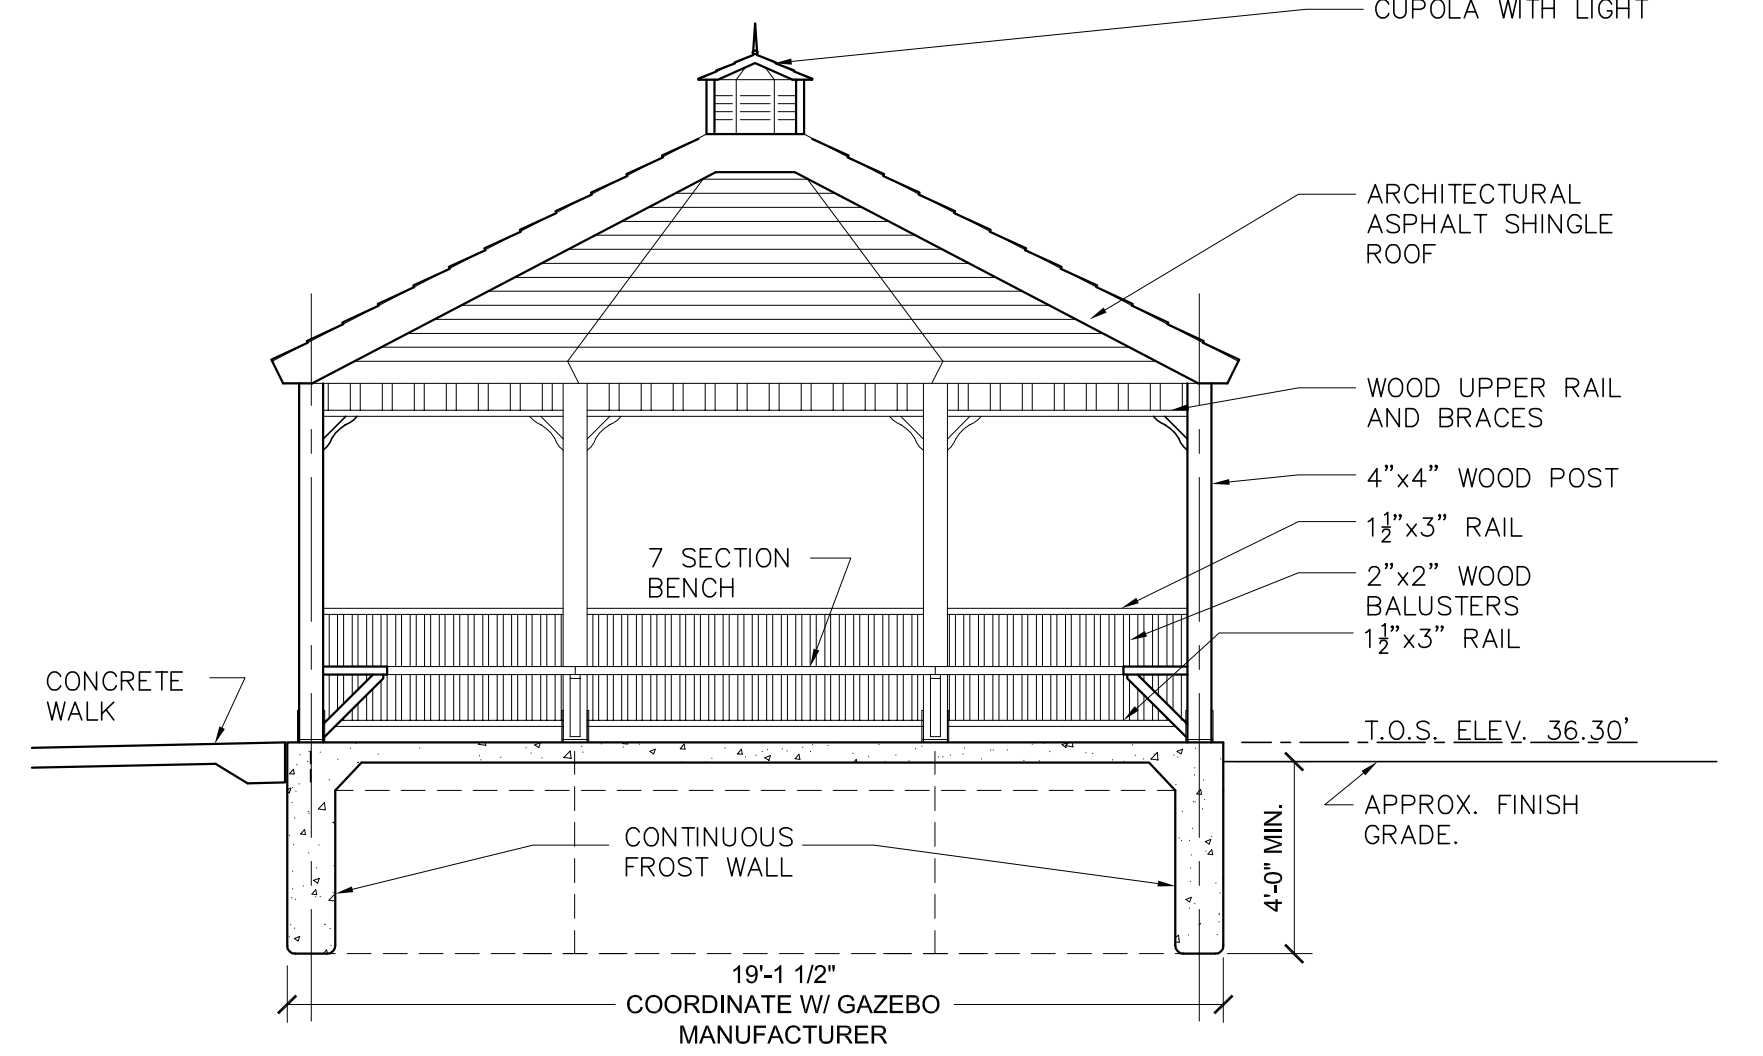 CUPOLA WITH LIGHT
ARCHITECTURAL
ASPHALT SHINGLE
ROOF
WOOD UPPER RAIL
AND BRACES
4"x4" WOOD POST
1½"x3" RAIL
7 SECTION
BENCH
2"x2" WOOD
BALUSTERS
1½"x3" RAIL
CONCRETE
WALK
T.O.S. ELEV. 36.30'
APPROX. FINISH
GRADE.
4'-0" MIN.
CONTINUOUS
FROST WALL
19'-1 1/2"
COORDINATE W/ GAZEBO
MANUFACTURER